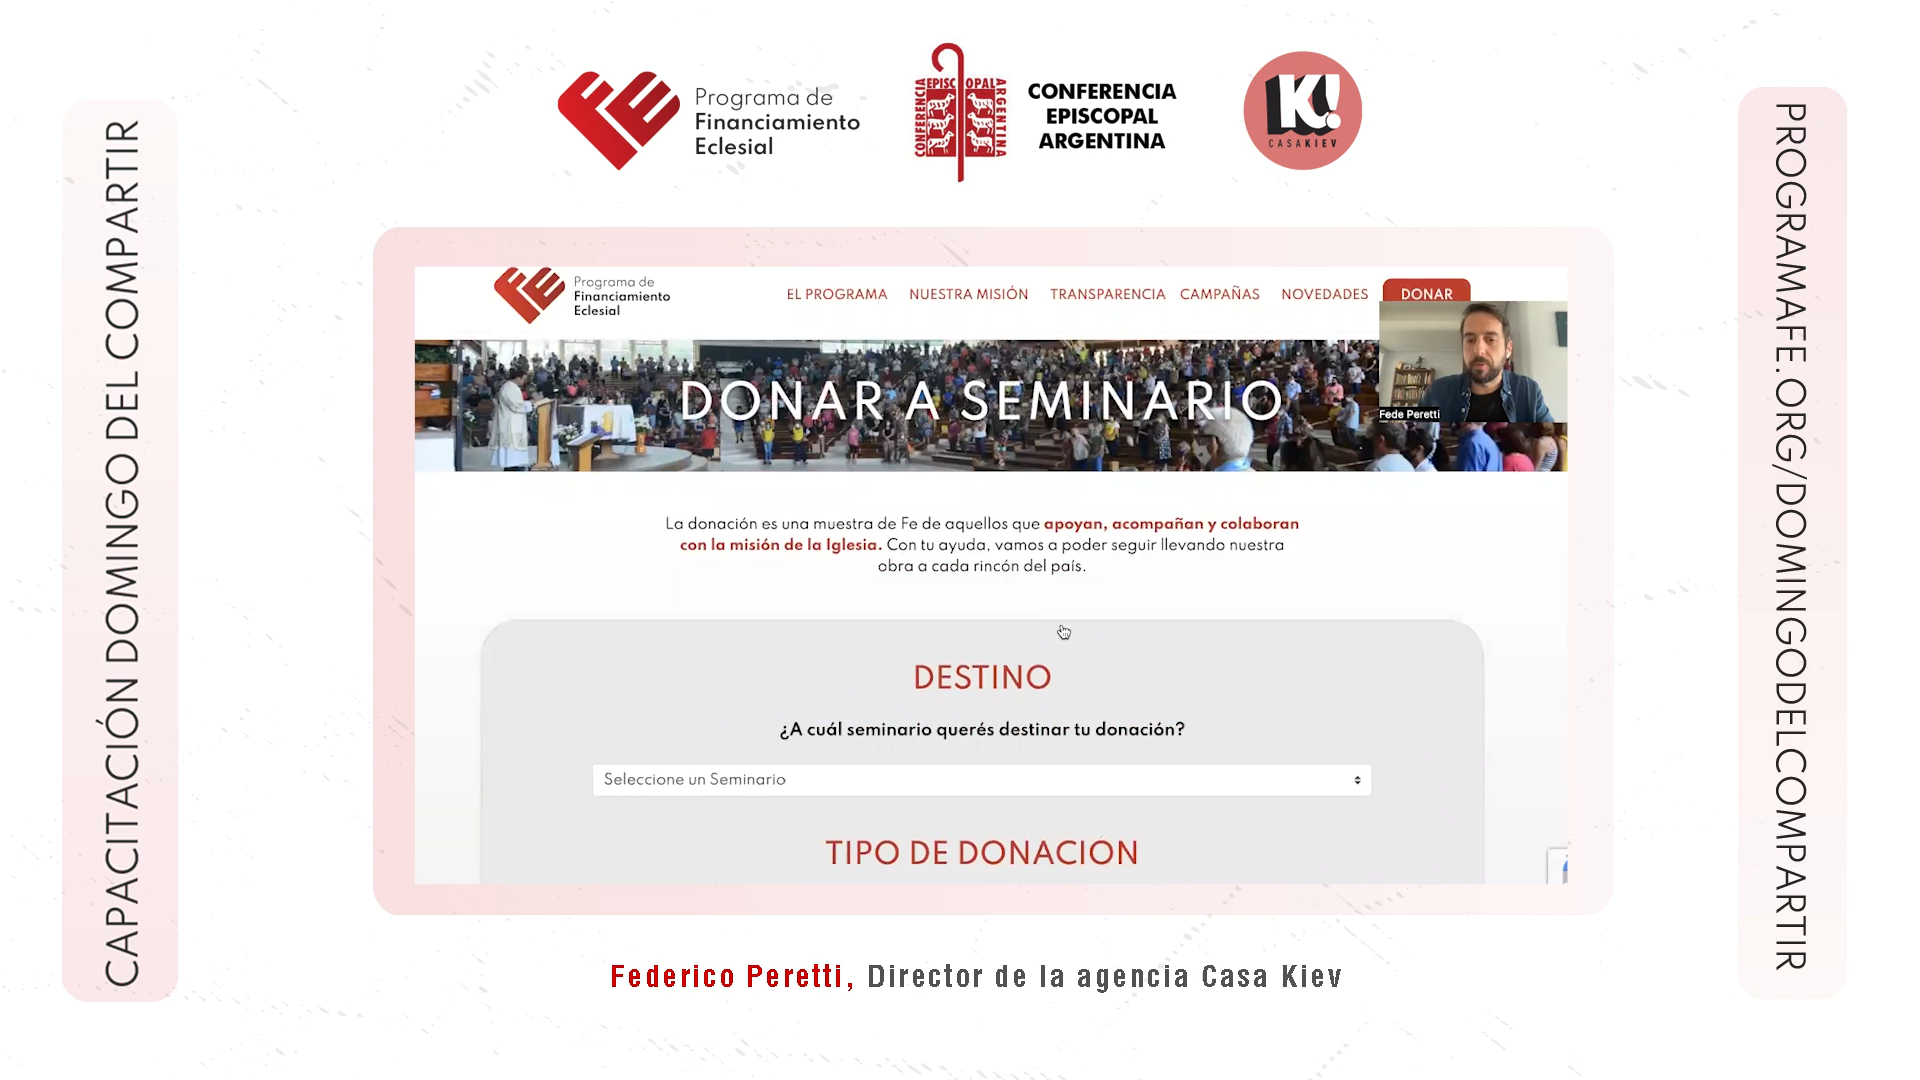 CAPACITACIÓN DOMINGO DEL COMPARTIR
Programa de
Financiamiento
Eclesial
CONFERENCIA
EPISCOPAL
ARGENTINA
CONFERENCIA
EPISCOPAL
ARGENTINA
K!
CASAKIEV
PROGRAMAFE.ORG/DOMINGODELCOMPARTIR
Programa de
Financiamiento
Eclesial
EL PROGRAMA NUESTRA MISIÓN TRANSPARENCIA CAMPAÑAS NOVEDADES DONAR
DONAR A SEMINARIO
Fede Peretti
La donación es una muestra de Fe de aquellos que apoyan, acompañan y colaboran
con la misión de la Iglesia. Con tu ayuda, vamos a poder seguir llevando nuestra
obra a cada rincón del país.
DESTINO
¿A cuál seminario querés destinar tu donación?
Seleccione un Seminario
TIPO DE DONACIÓN
Federico Peretti, Director de la agencia Casa Kiev